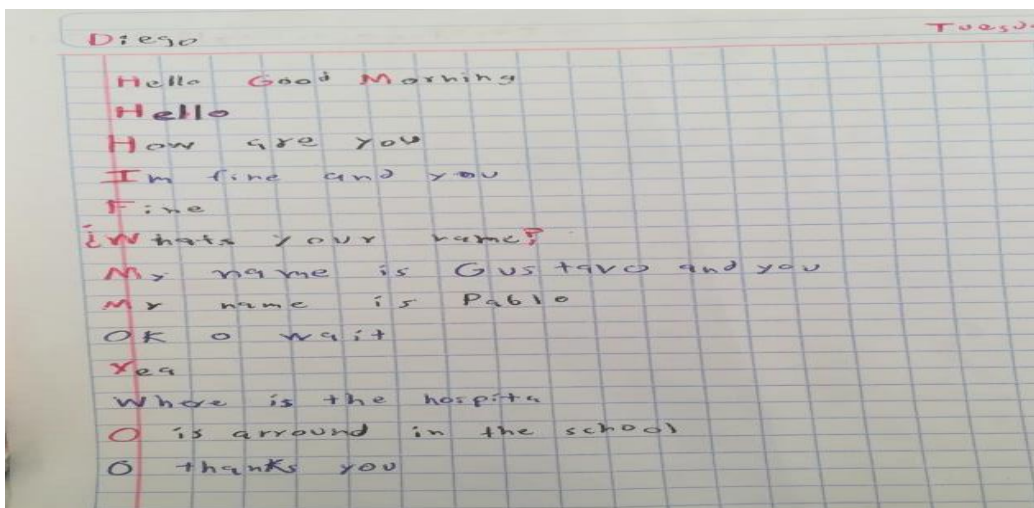 Diego
Hello Good Morning
Hello
How are you
Im fine and you
Fine
¿Whats your name?
My name is Gustavo and you
My name is Pablo
OK o wait
Yea
Where is the hospita
O is arround in the school
O thanks you